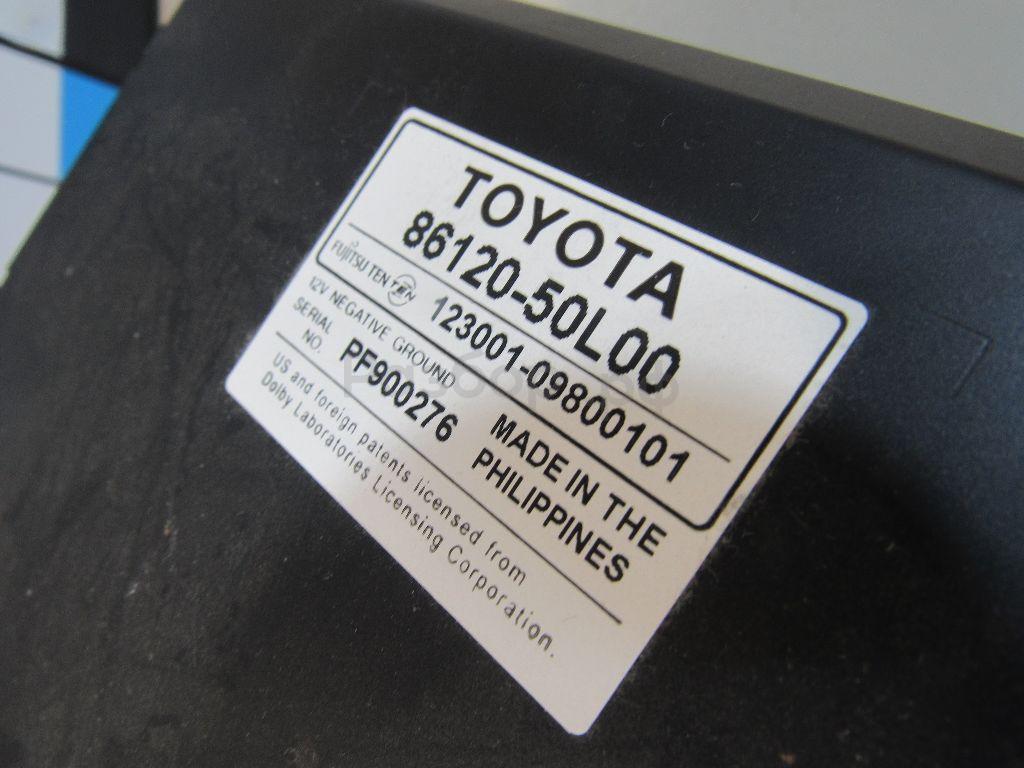 TOYOTA
86120-50L00
FUJITSU TEN TEN 123001-09800101
12V NEGATIVE GROUND
SERIAL NO. PF900276
MADE IN THE PHILIPPINES
US and foreign patents licensed from
Dolby Laboratories Licensing Corporation.